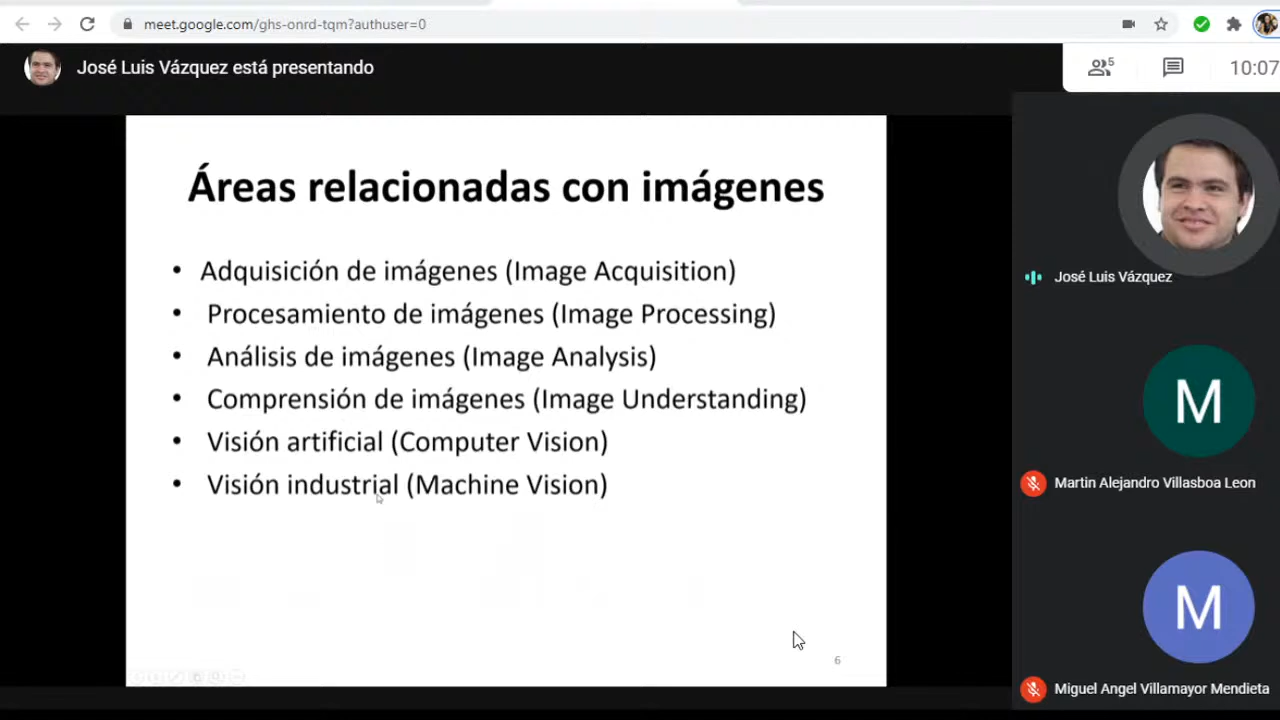 meet.google.com/ghs-onrd-tqm?authuser=0
José Luis Vázquez está presentando
5
10:07
Áreas relacionadas con imágenes
• Adquisición de imágenes (Image Acquisition)
• Procesamiento de imágenes (Image Processing)
• Análisis de imágenes (Image Analysis)
• Comprensión de imágenes (Image Understanding)
• Visión artificial (Computer Vision)
• Visión industrial (Machine Vision)
6
José Luis Vázquez
M
Martin Alejandro Villasboa Leon
M
Miguel Angel Villamayor Mendieta